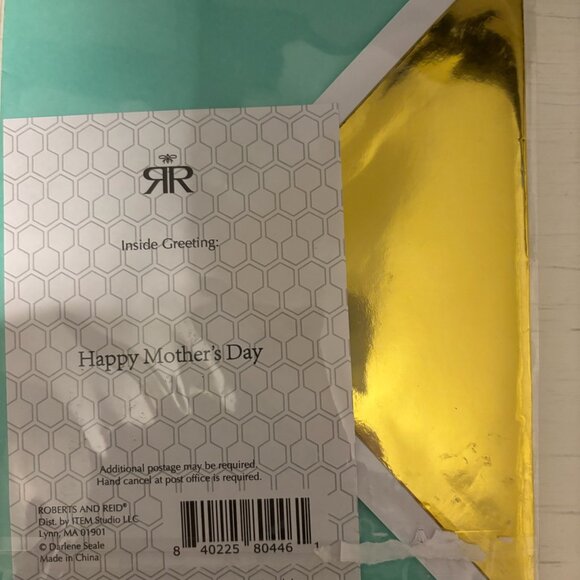 RR
Inside Greeting:
Happy Mother's Day
Additional postage may be required.
Hand cancel at post office is required.
ROBERTS AND REID®
Dist. by ITEM Studio LLC
Lynn, MA 01901
© Darlene Seale
Made in China
8 40225 80446 1